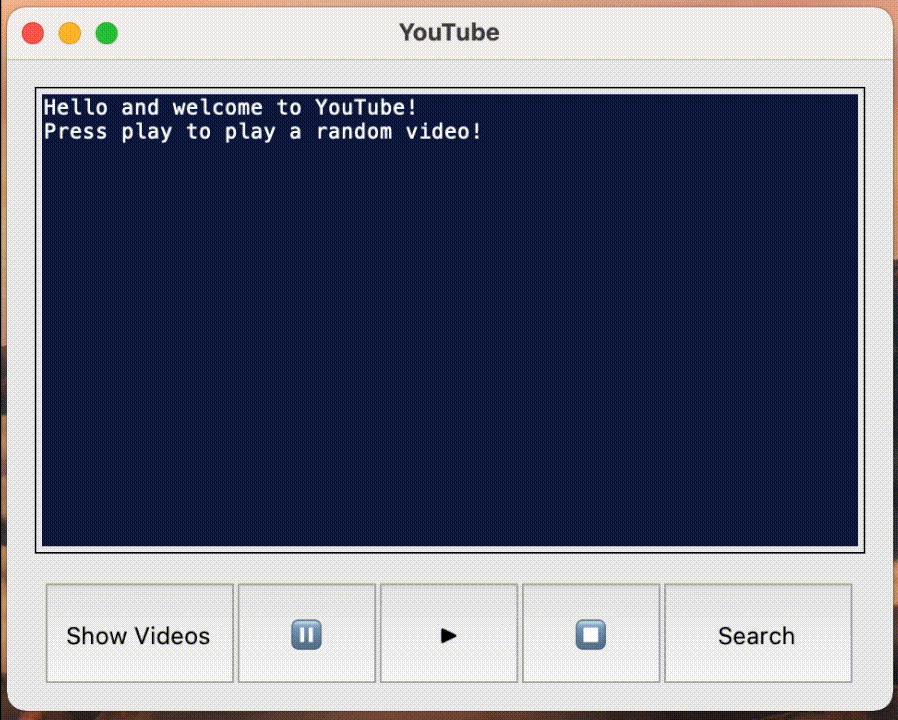 YouTube
Hello and welcome to YouTube!
Press play to play a random video!
Show Videos
Search